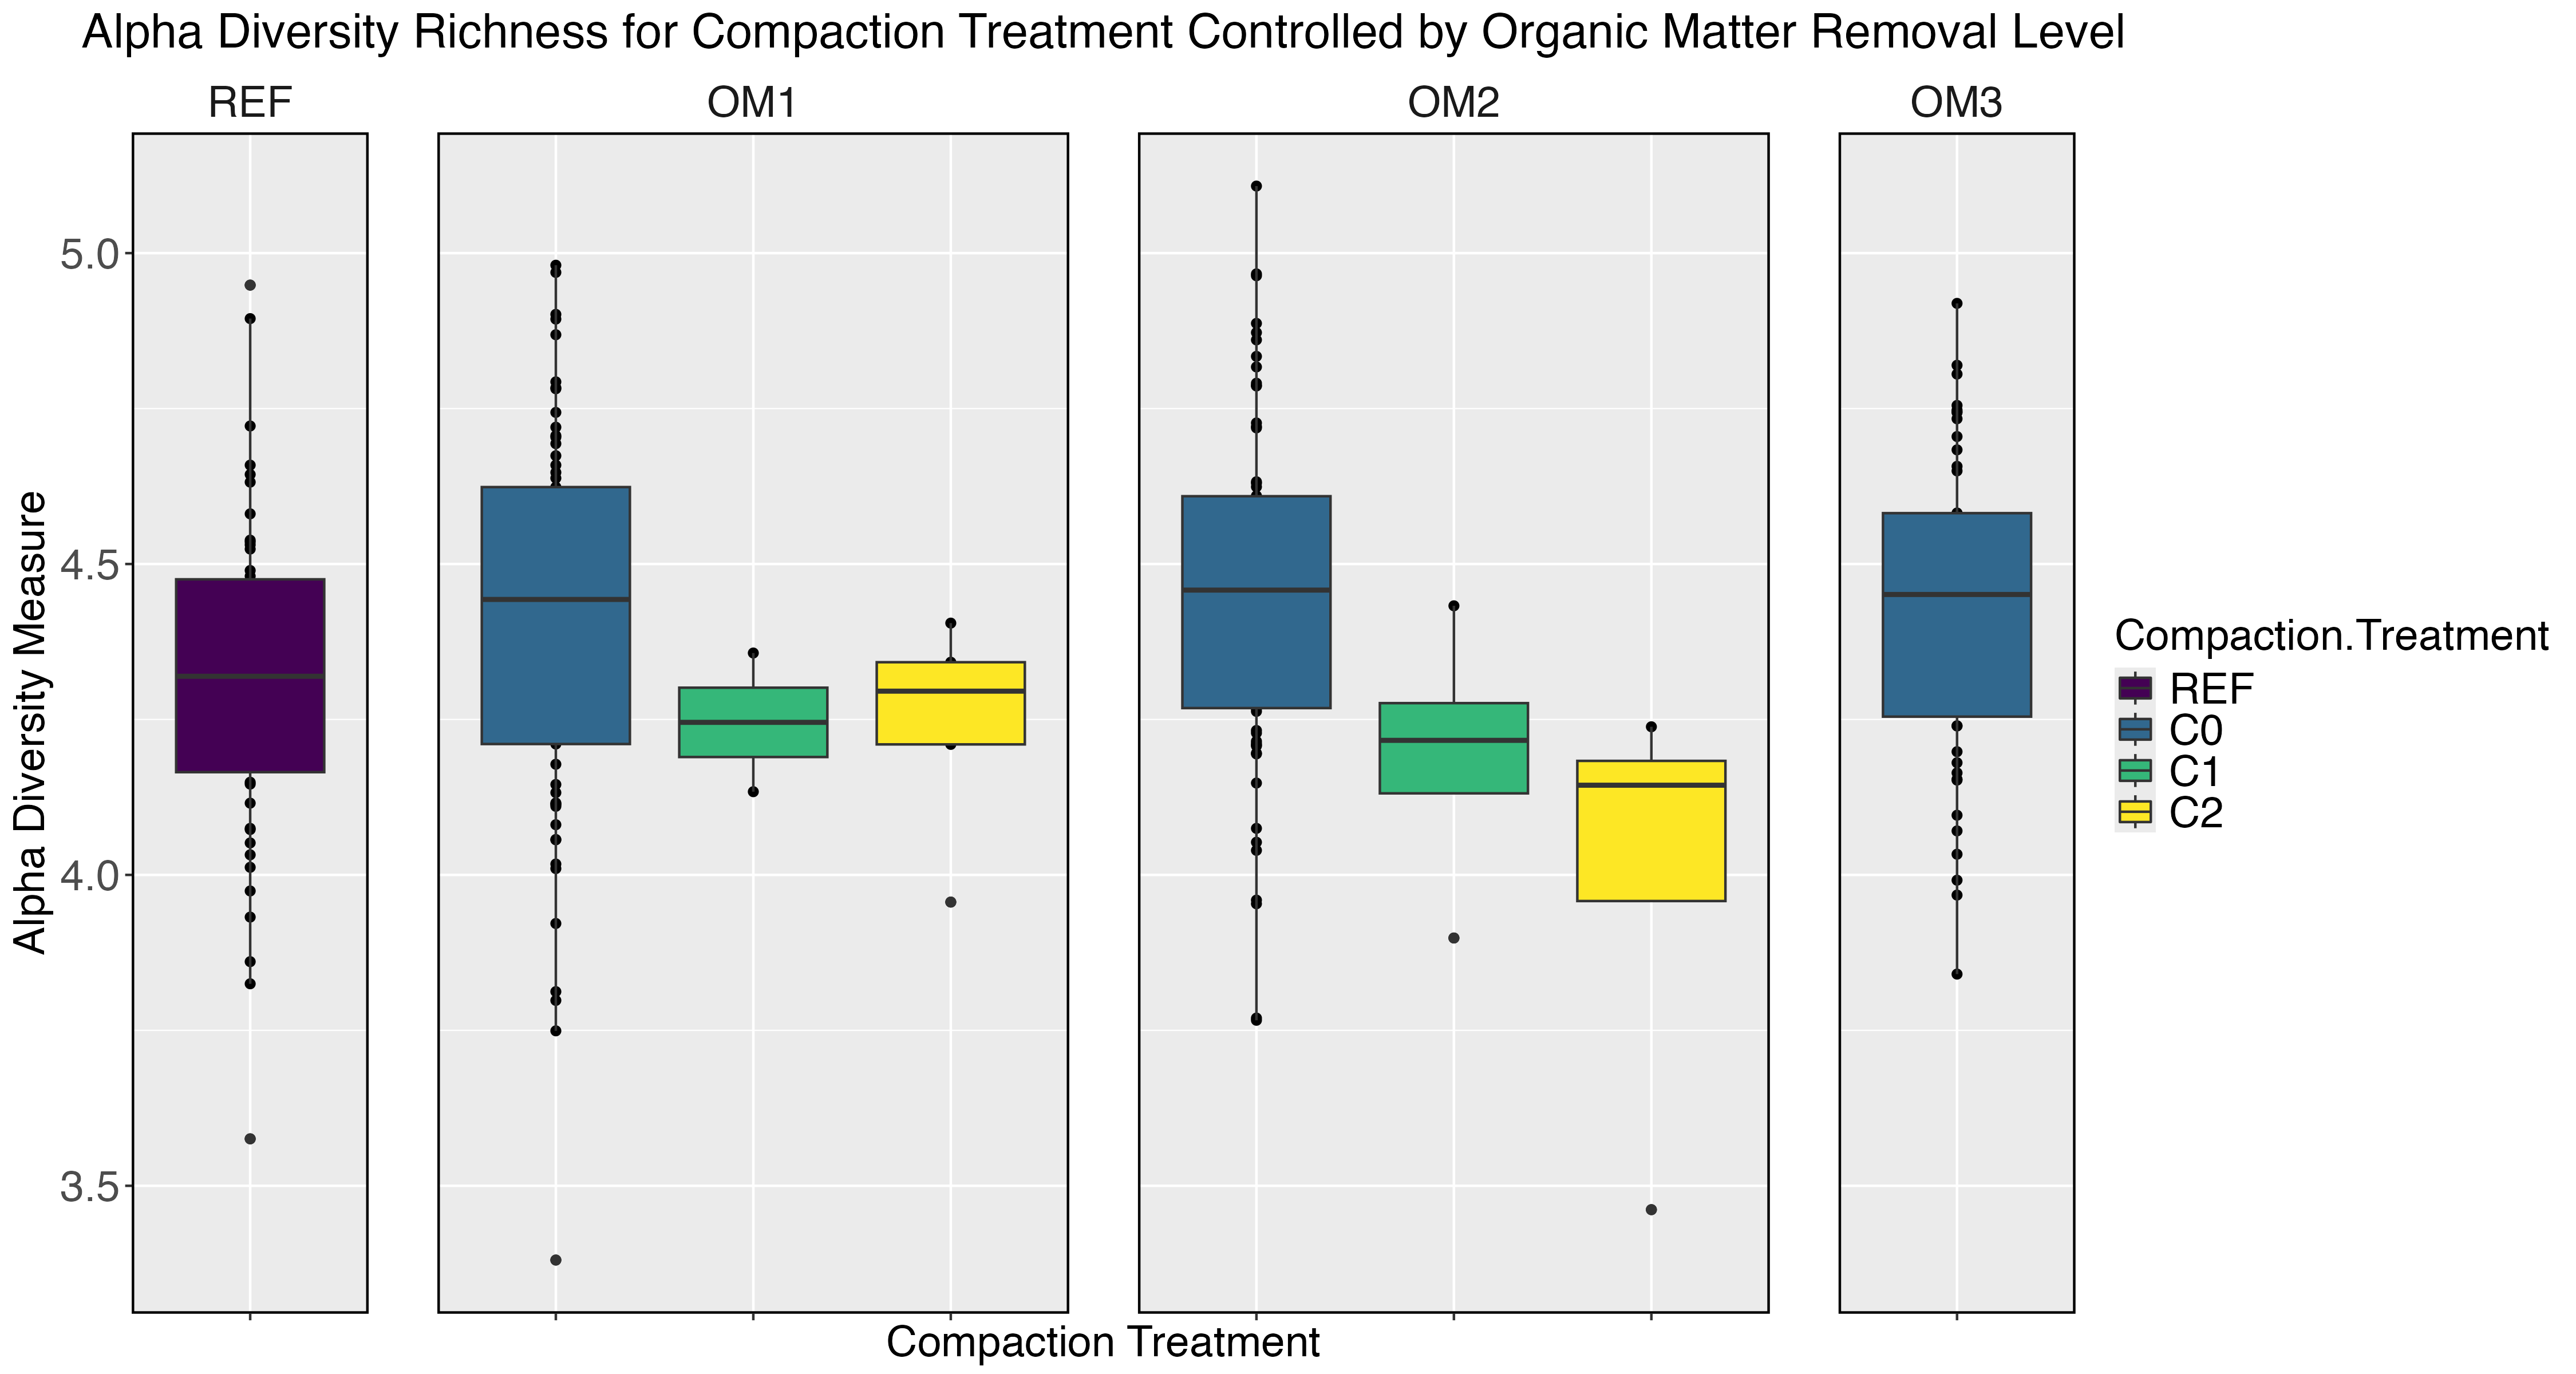 Alpha Diversity Richness for Compaction Treatment Controlled by Organic Matter Removal Level
REF
OM1
OM2
OM3
Alpha Diversity Measure
5.0
4.5
4.0
3.5
Compaction Treatment
Compaction.Treatment
REF
C0
C1
C2